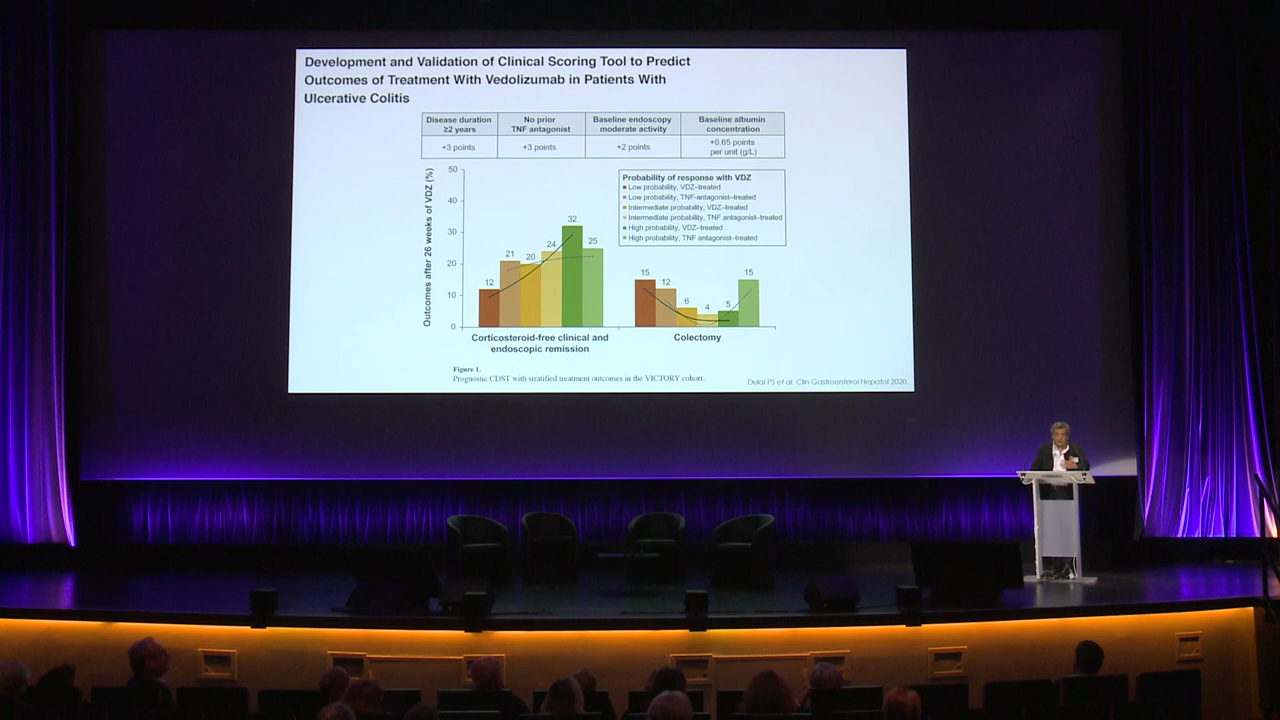 Development and Validation of Clinical Scoring Tool to Predict
Outcomes of Treatment With Vedolizumab in Patients With
Ulcerative Colitis
Disease duration
≥2 years
No prior
TNF antagonist
Baseline endoscopy
moderate activity
Baseline albumin
concentration
+3 points
+3 points
+2 points
+0.65 points
per unit (g/L)
Outcomes after 26 weeks of VDZ (%)
50
40
30
20
10
0
12
21
20
24
32
25
15
12
6
4
5
15
Probability of response with VDZ
Low probability, VDZ–treated
Low probability, TNF-antagonist–treated
Intermediate probability, VDZ–treated
Intermediate probability, TNF antagonist–treated
High probability, VDZ–treated
High probability, TNF antagonist–treated
Corticosteroid-free clinical and
endoscopic remission
Colectomy
Figure 1.
Prognostic CDST with stratified treatment outcomes in the VICTORY cohort.
Dulai PS et al. Clin Gastroenterol Hepatol 2020.